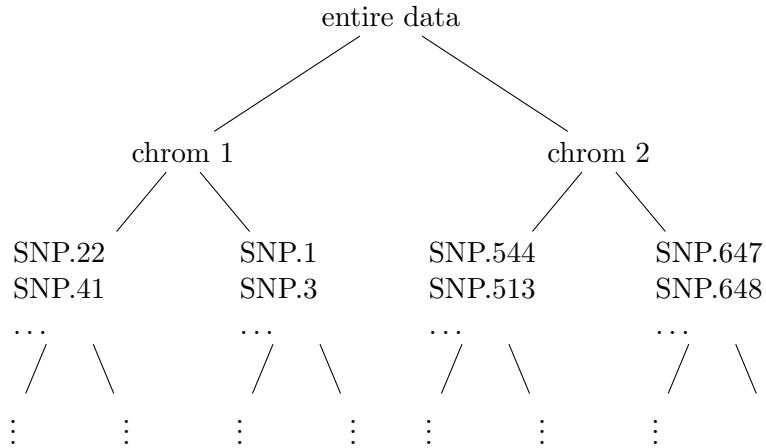 entire data
chrom 1 chrom 2
SNP.22 SNP.1 SNP.544 SNP.647
SNP.41 SNP.3 SNP.513 SNP.648
... ... ... ...
⋮ ⋮ ⋮ ⋮ ⋮ ⋮ ⋮